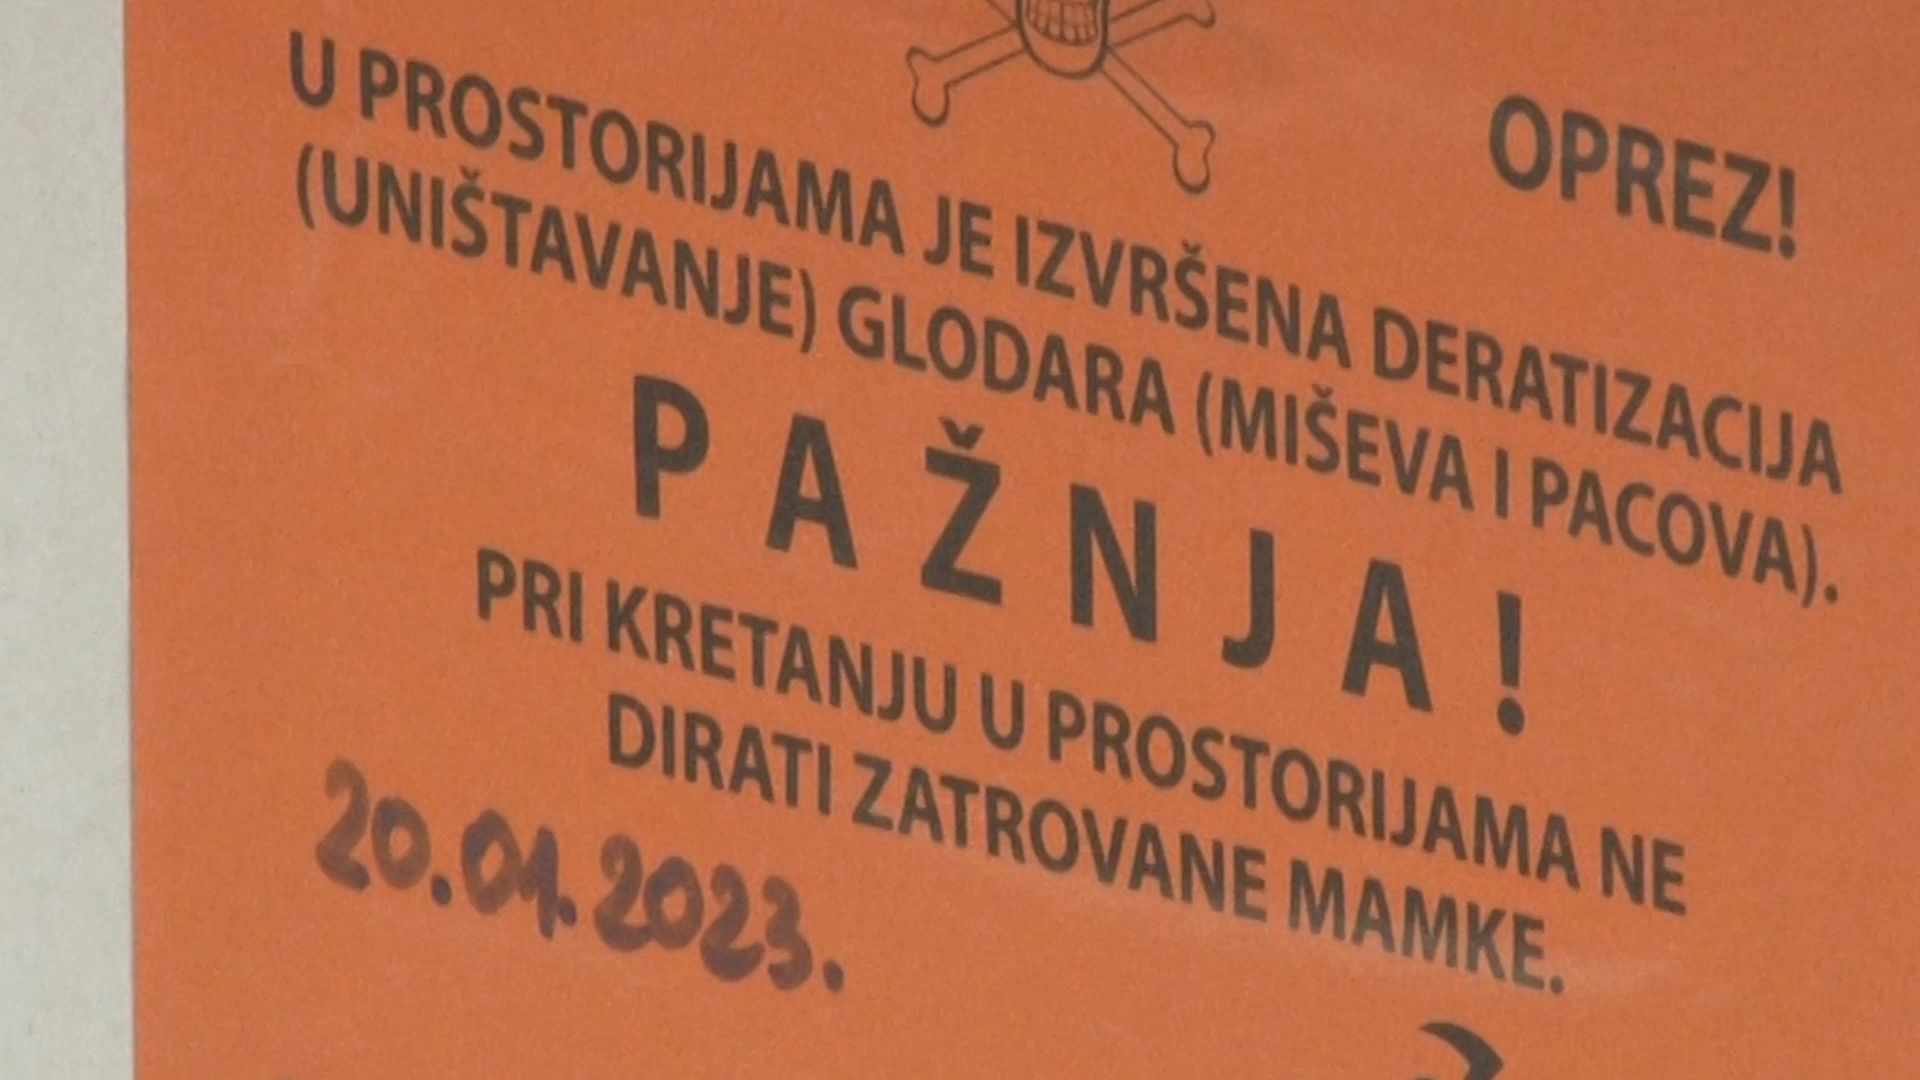 OPREZ!
U PROSTORIJAMA JE IZVRŠENA DERATIZACIJA
(UNIŠTAVANJE) GLODARA (MIŠEVA I PACOVA).
PAŽNJA!
PRI KRETANJU U PROSTORIJAMA NE
DIRATI ZATROVANE MAMKE.
20.01.2023.